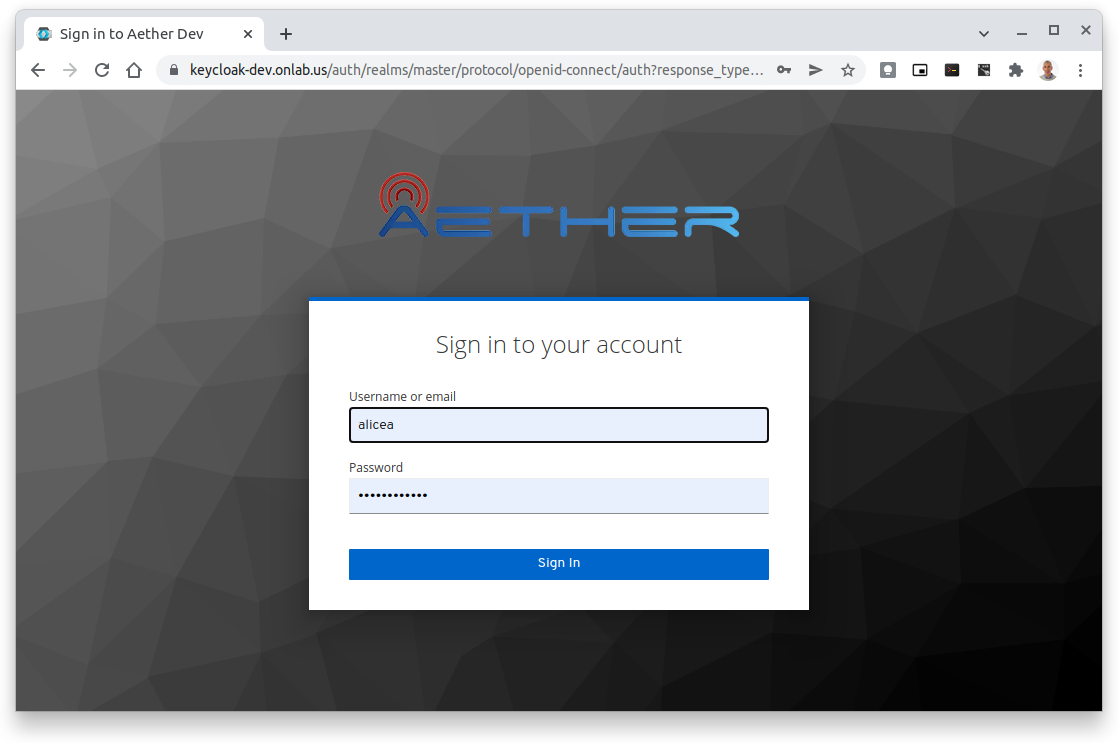 Sign in to Aether Dev
keycloak-dev.onlab.us/auth/realms/master/protocol/openid-connect/auth?response_type...
AETHER
Sign in to your account
Username or email
alicea
Password
••••••••••••
Sign In